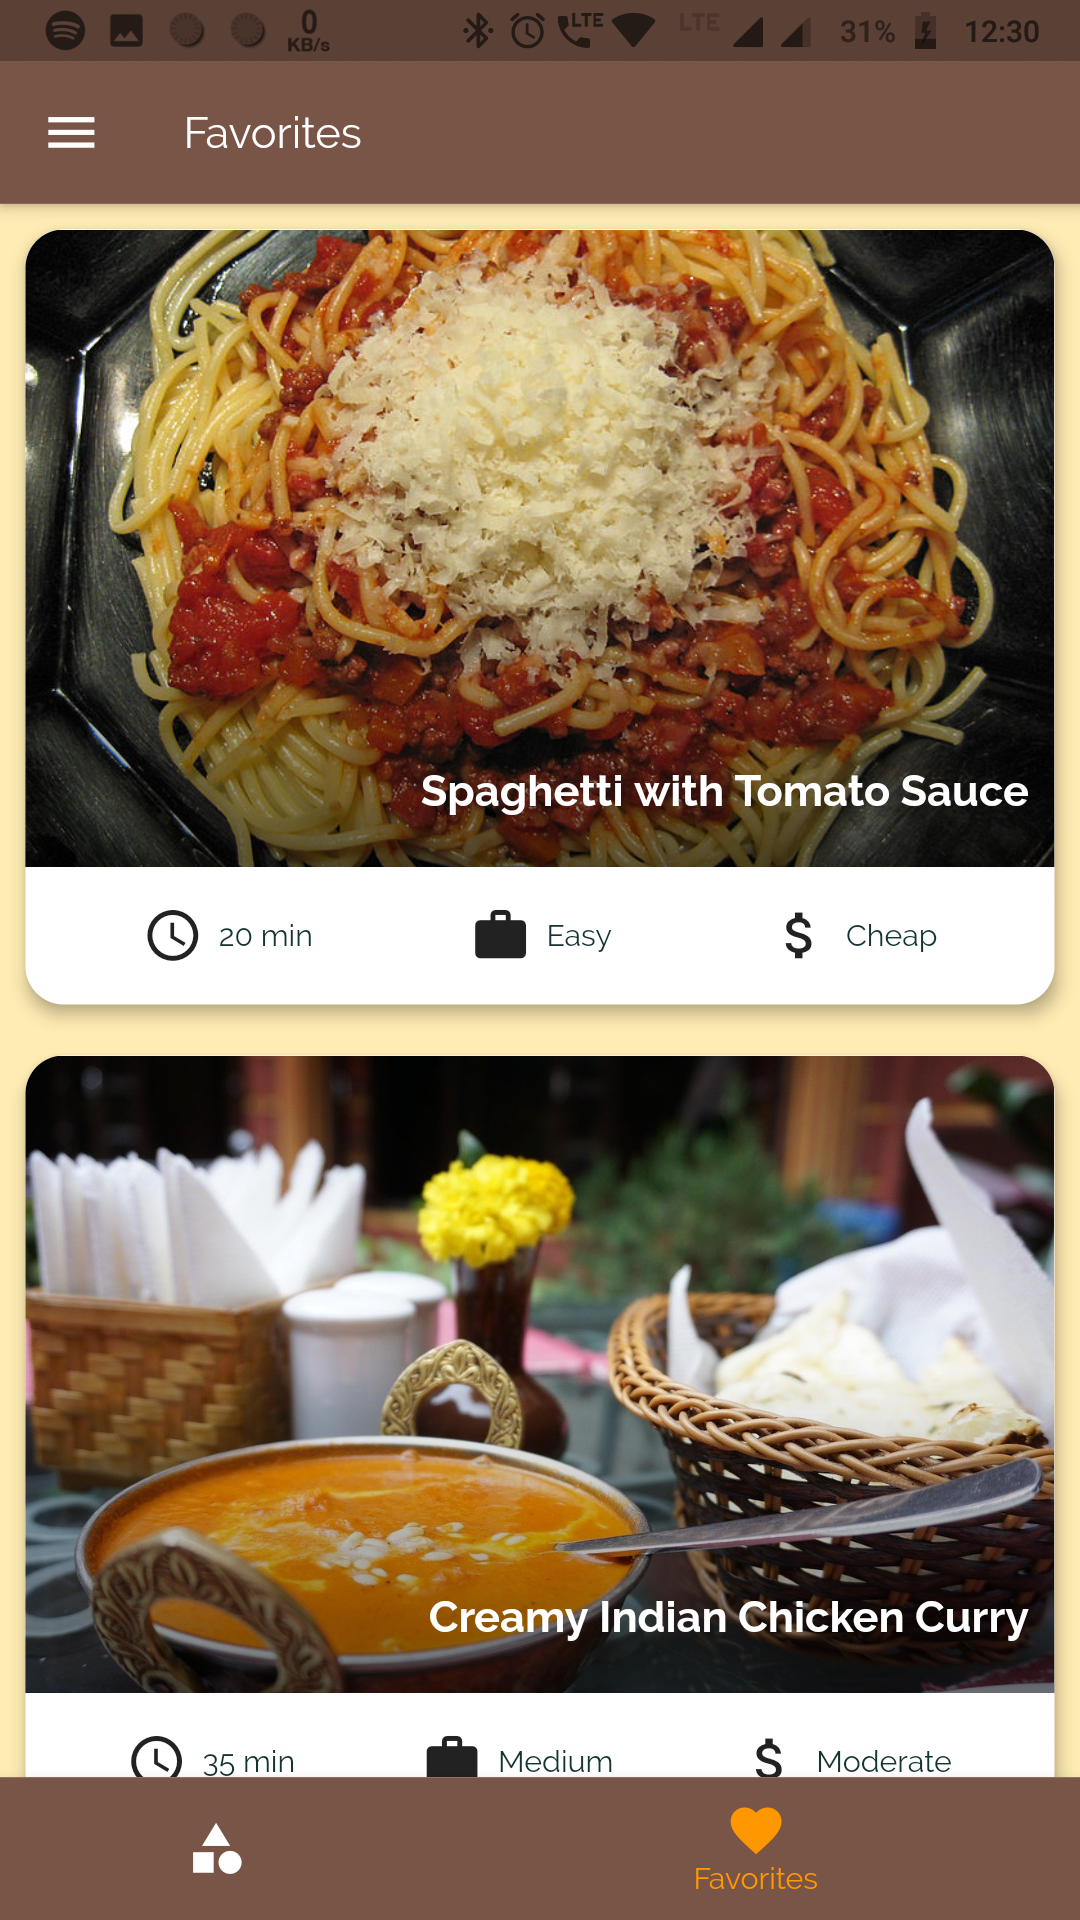 0
KB/s
LTE
LTE
31%
12:30
Favorites
Spaghetti with Tomato Sauce
20 min
Easy
Cheap
Creamy Indian Chicken Curry
35 min
Medium
Moderate
Favorites